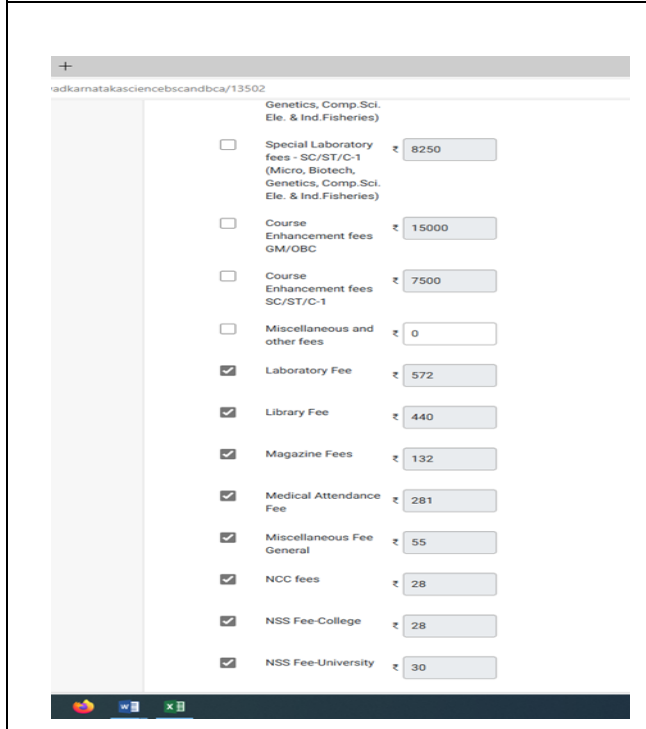 +
adkarnatakasciencebscandbca/13502
Genetics, Comp.Sci.
Ele. & Ind.Fisheries)
Special Laboratory
fees - SC/ST/C-1
(Micro, Biotech,
Genetics, Comp.Sci.
Ele. & Ind.Fisheries)
₹ 8250
Course
Enhancement fees
GM/OBC
₹ 15000
Course
Enhancement fees
SC/ST/C-1
₹ 7500
Miscellaneous and
other fees
₹ 0
Laboratory Fee
₹ 572
Library Fee
₹ 440
Magazine Fees
₹ 132
Medical Attendance
Fee
₹ 281
Miscellaneous Fee
General
₹ 55
NCC fees
₹ 28
NSS Fee-College
₹ 28
NSS Fee-University
₹ 30